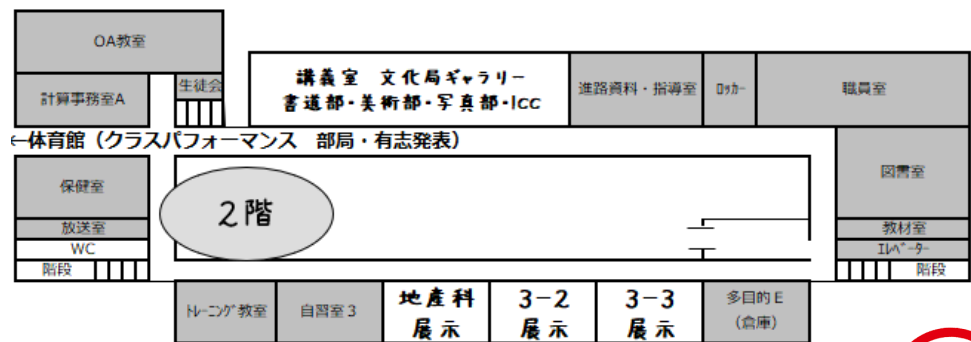 OA教室
計算事務室A
生徒会
講義室 文化局ギャラリー
書道部・美術部・写真部・ICC
進路資料・指導室
ロッカー
職員室
←体育館（クラスパフォーマンス 部局・有志発表）
保健室
放送室
WC
階段
2階
図書室
教材室
エレベーター
階段
トレーニング教室
自習室3
地産科
展示
3-2
展示
3-3
展示
多目的E
（倉庫）